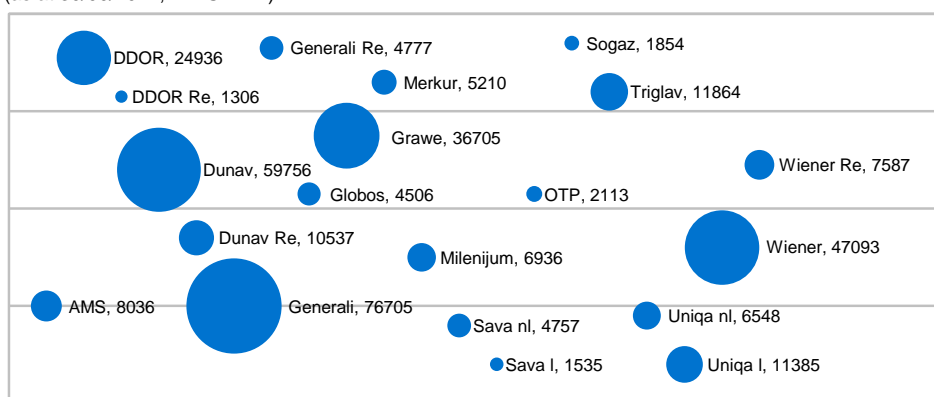 DDOR, 24936
Generali Re, 4777
Sogaz, 1854
Merkur, 5210
DDOR Re, 1306
Triglav, 11864
Grawe, 36705
Dunav, 59756
Wiener Re, 7587
Globos, 4506
OTP, 2113
Dunav Re, 10537
Milenijum, 6936
Wiener, 47093
AMS, 8036
Generali, 76705
Sava nl, 4757
Uniqa nl, 6548
Sava l, 1535
Uniqa l, 11385